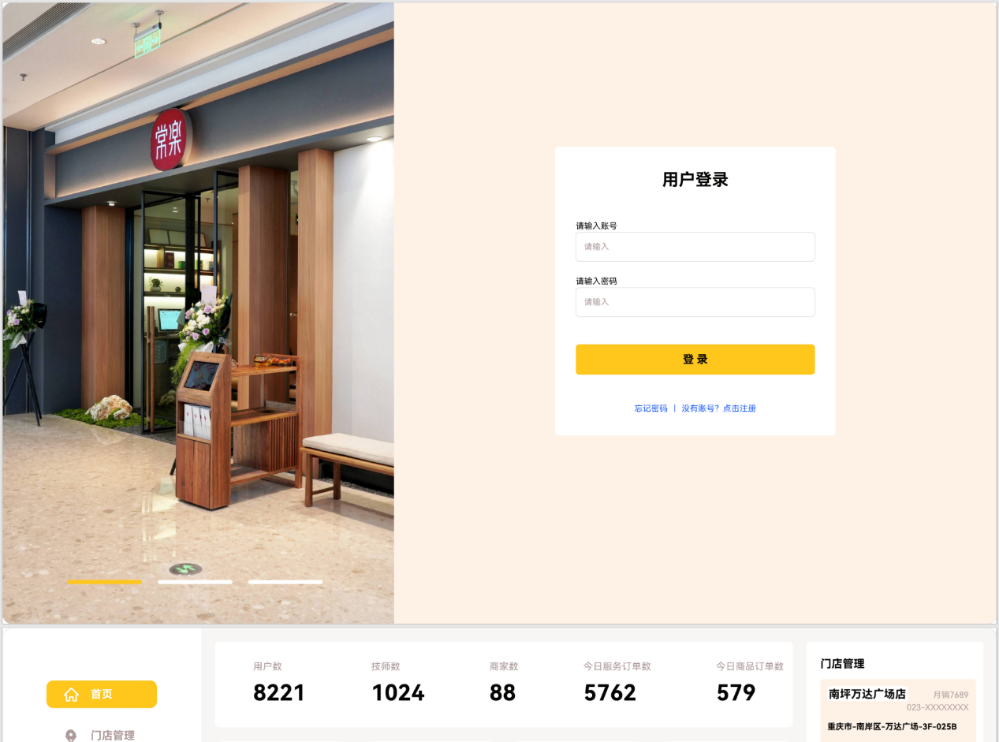 常楽
用户登录
请输入账号
请输入
请输入密码
请输入
登 录
忘记密码 | 没有账号？点击注册
首页
门店管理
用户数
8221
技师数
1024
商家数
88
今日服务订单数
5762
今日商品订单数
579
门店管理
南坪万达广场店
月销7689
023-XXXXXXXX
重庆市-南岸区-万达广场-3F-025B